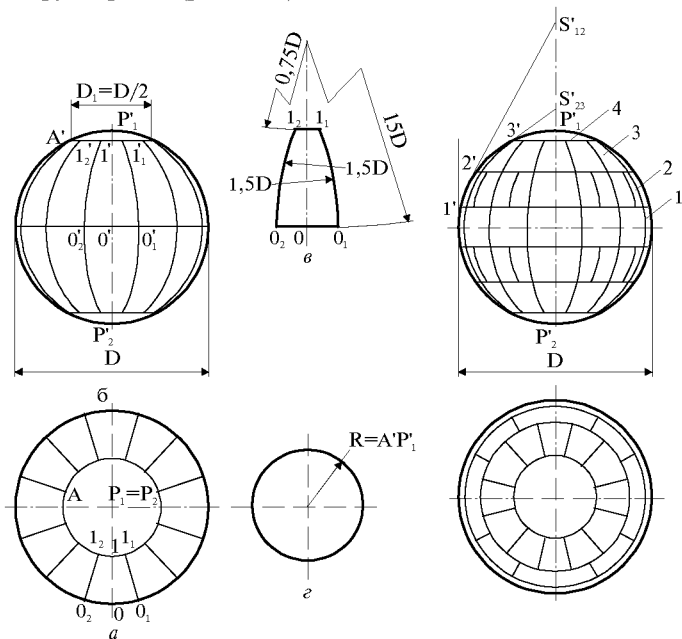 S'₁₂
0,75D
D₁=D/2
P'₁
S'₂₃
P'₁
4
A'
1₂ 1₁
3'
3
1'₂ 1' 1'₁
15D
1,5D
2'
2
1,5D
1'
1
0'₂ 0' 0'₁
0₂ 0 0₁
в
P'₂
P'₂
D
D
б
R=A'P'₁
A P₁=P₂
1₂ 1 1₁
0₂ 0 0₁
г
а